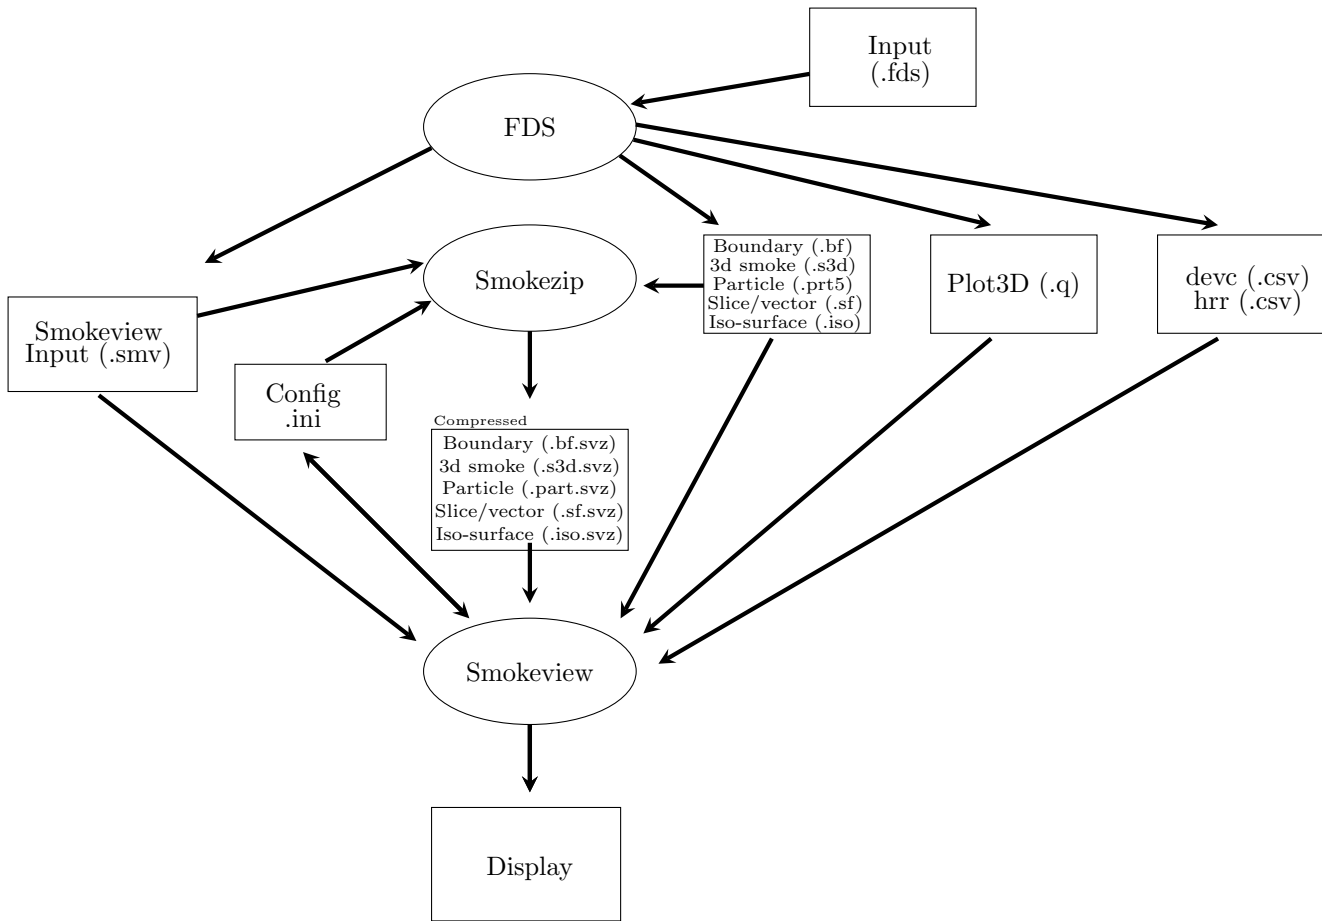 Input
(.fds)
FDS
Smokezip
Boundary (.bf)
3d smoke (.s3d)
Particle (.prt5)
Slice/vector (.sf)
Iso-surface (.iso)
Plot3D (.q)
devc (.csv)
hrr (.csv)
Smokeview
Input (.smv)
Config
.ini
Compressed
Boundary (.bf.svz)
3d smoke (.s3d.svz)
Particle (.part.svz)
Slice/vector (.sf.svz)
Iso-surface (.iso.svz)
Smokeview
Display